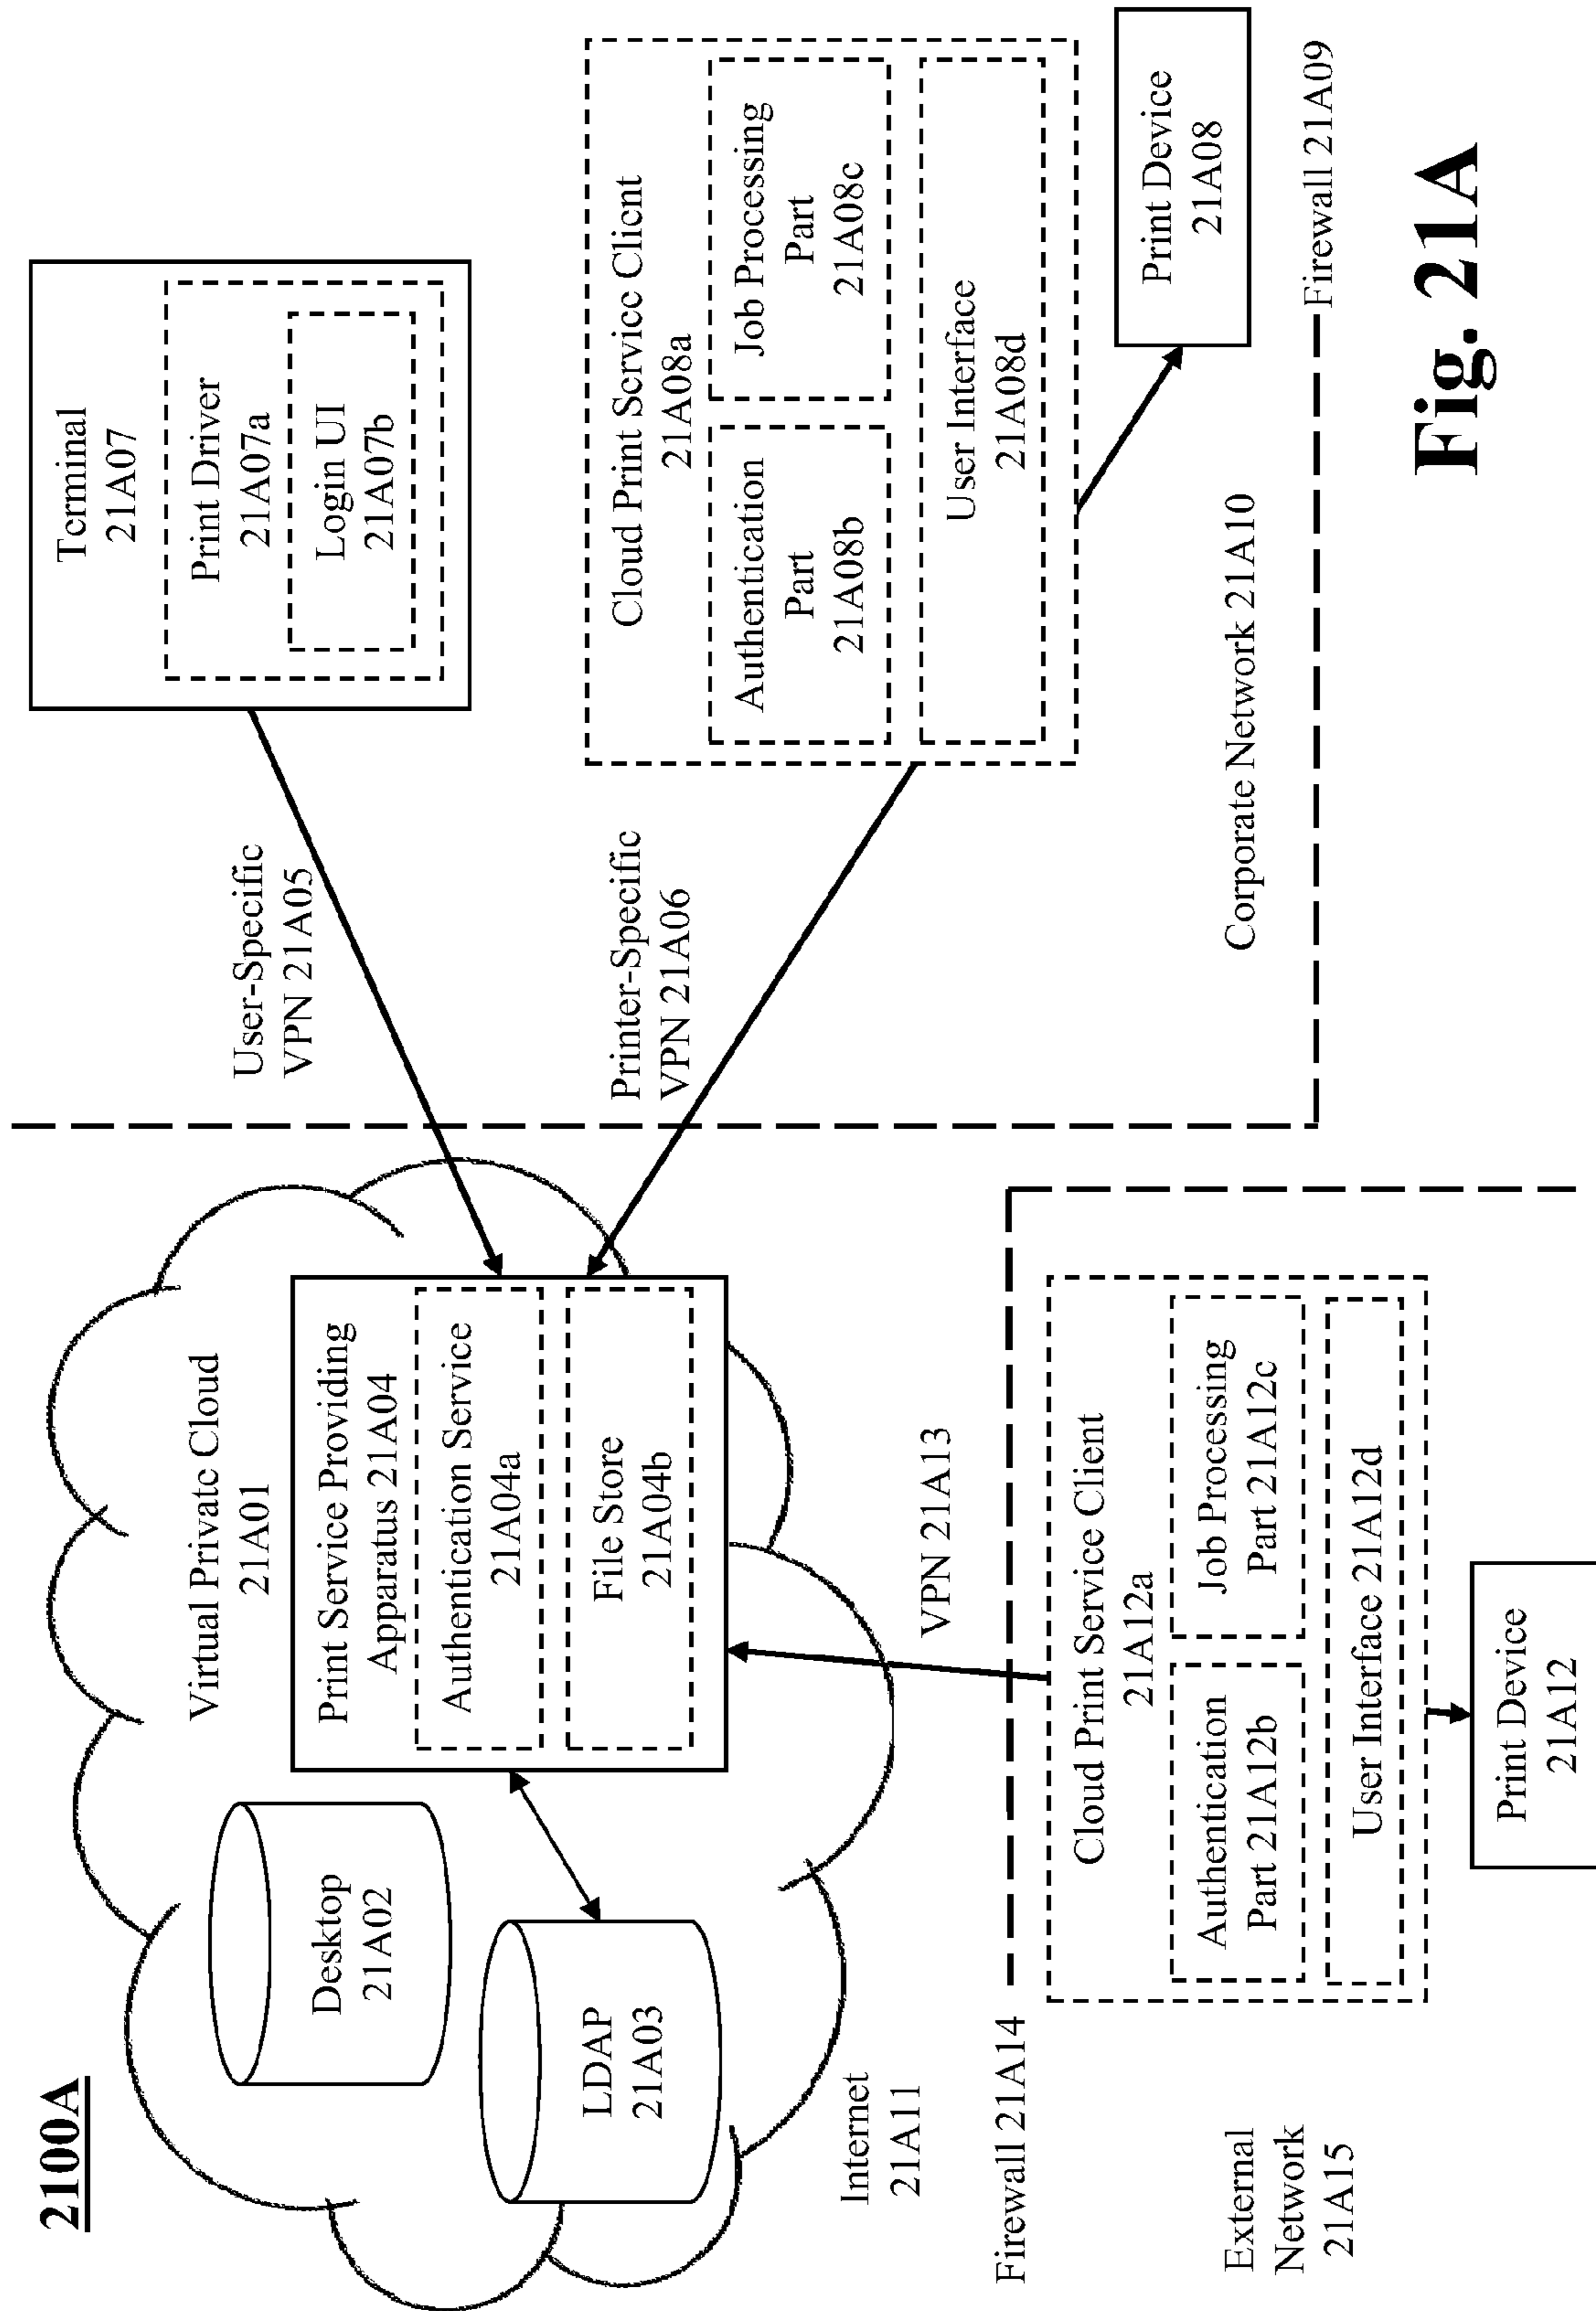 2100A
Virtual Private Cloud
21A01
Desktop
21A02
LDAP
21A03
Print Service Providing
Apparatus 21A04
Authentication Service
21A04a
File Store
21A04b
User-Specific
VPN 21A05
Printer-Specific
VPN 21A06
Terminal
21A07
Print Driver
21A07a
Login UI
21A07b
Cloud Print Service Client
21A08a
Authentication
Part
21A08b
Job Processing
Part
21A08c
User Interface
21A08d
Print Device
21A08
Firewall 21A09
Corporate Network 21A10
Internet
21A11
VPN 21A13
Firewall 21A14
External
Network
21A15
Cloud Print Service Client
21A12a
Authentication
Part 21A12b
Job Processing
Part 21A12c
User Interface 21A12d
Print Device
21A12
Fig. 21A